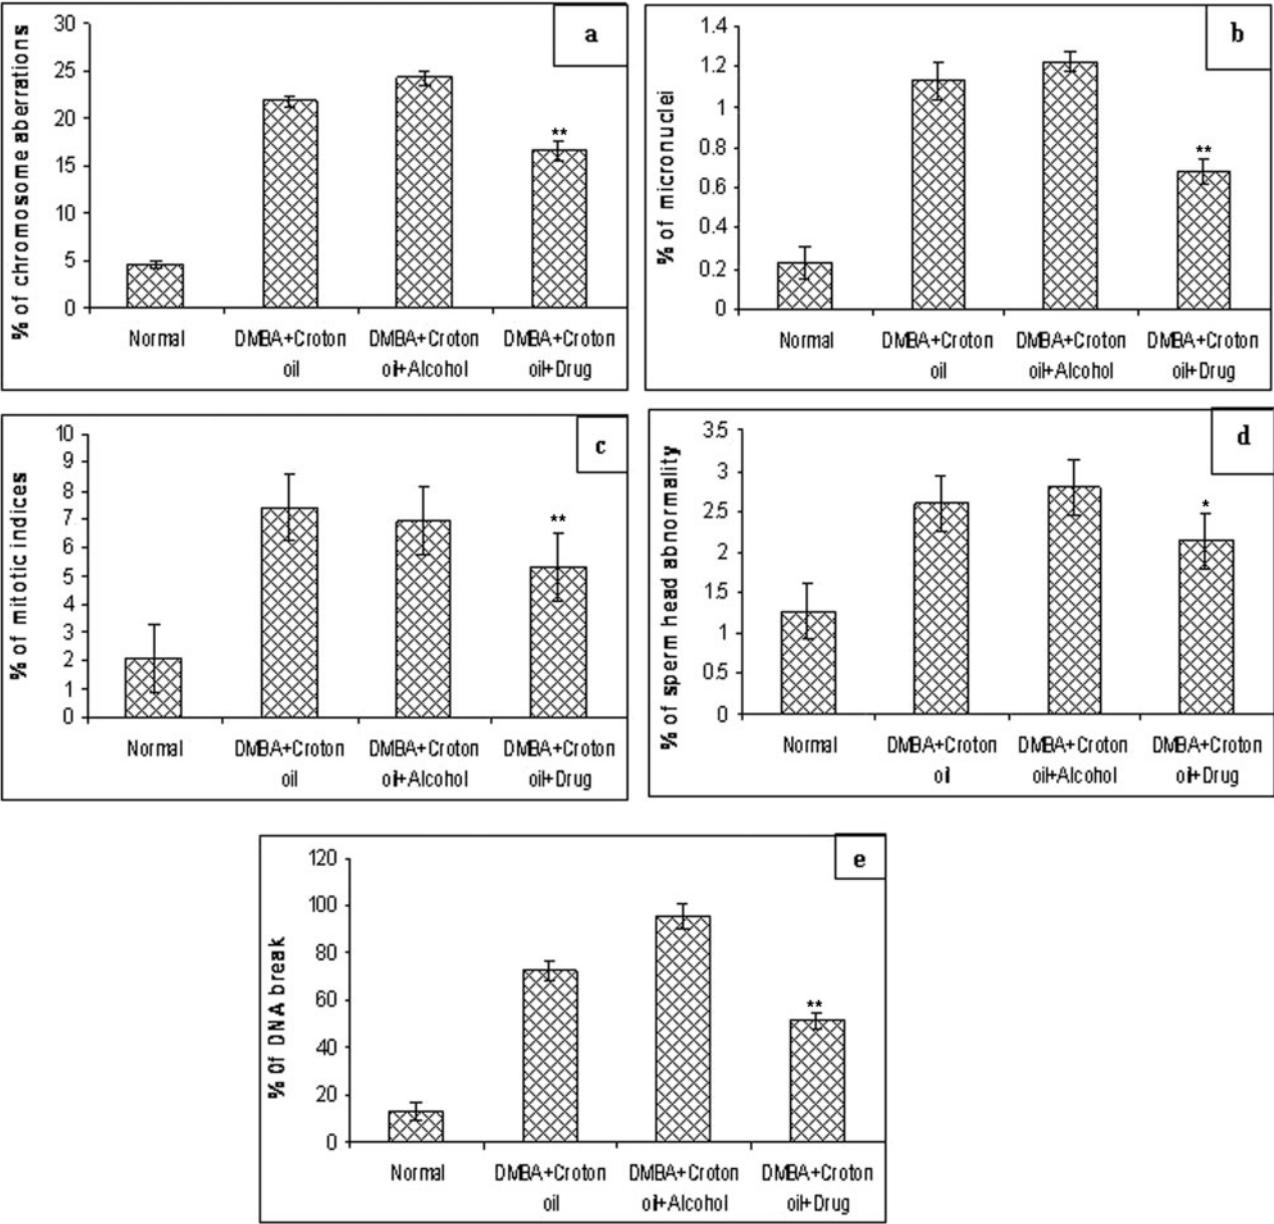 a
% of chromosome aberrations
30
25
20
15
10
5
0
**
Normal
DMBA+Croton
oil
DMBA+Croton
oil+Alcohol
DMBA+Croton
oil+Drug
b
% of micronuclei
1.4
1.2
1
0.8
0.6
0.4
0.2
0
**
Normal
DMBA+Croton
oil
DMBA+Croton
oil+Alcohol
DMBA+Croton
oil+Drug
c
% of mitotic indices
10
9
8
7
6
5
4
3
2
1
0
**
Normal
DMBA+Croton
oil
DMBA+Croton
oil+Alcohol
DMBA+Croton
oil+Drug
d
% of sperm head abnormality
3.5
3
2.5
2
1.5
1
0.5
0
*
Normal
DMBA+Croton
oil
DMBA+Croton
oil+Alcohol
DMBA+Croton
oil+Drug
e
% Of DNA break
120
100
80
60
40
20
0
**
Normal
DMBA+Croton
oil
DMBA+Croton
oil+Alcohol
DMBA+Croton
oil+Drug